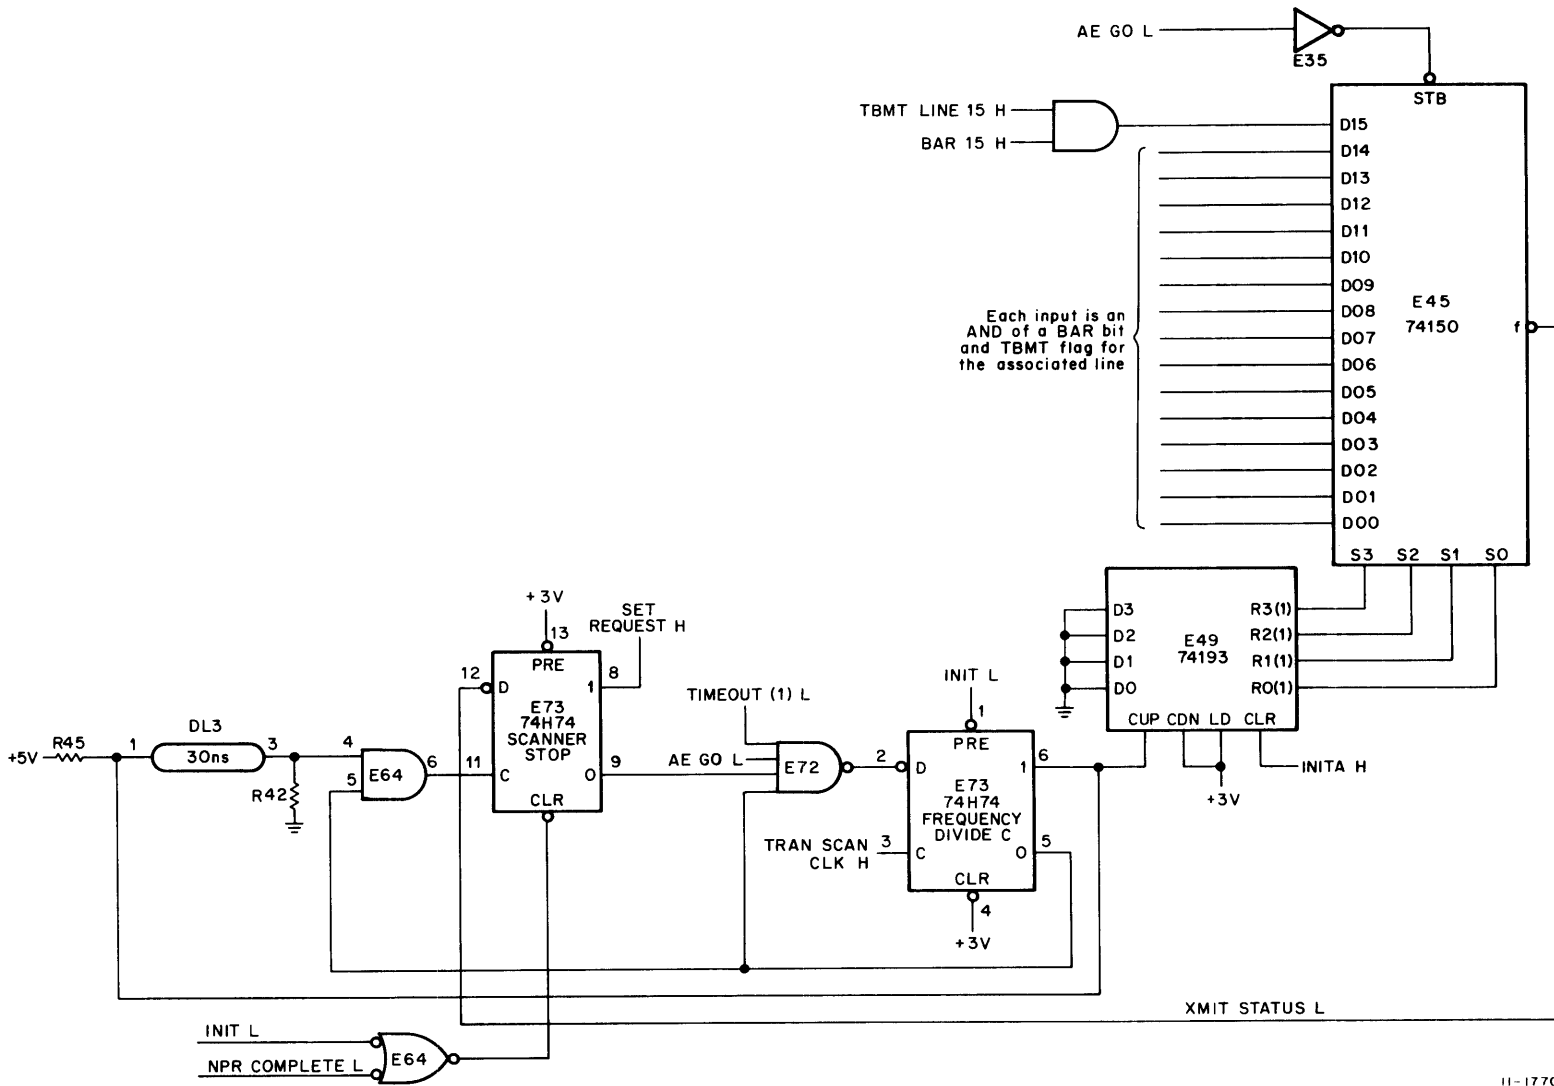 AE GO L
E35
STB
TBMT LINE 15 H
BAR 15 H
D15
D14
D13
D12
D11
D10
D09
D08
D07
D06
D05
D04
D03
D02
D01
D00
E45
74150
f
Each input is an
AND of a BAR bit
and TBMT flag for
the associated line
S3 S2 S1 S0
D3
D2
D1
D0
E49
74193
R3(1)
R2(1)
R1(1)
R0(1)
CUP CDN LD CLR
+3V
INITA H
+3V
13
SET
REQUEST H
PRE
12
D
1
8
E73
74H74
SCANNER
STOP
11
C
0
9
CLR
+5V
R45
1
DL3
30ns
3
R42
4
5
E64
6
TIMEOUT (1) L
AE GO L
E72
2
INIT L
1
PRE
D
1
6
E73
74H74
FREQUENCY
DIVIDE C
TRAN SCAN
CLK H
3
C
0
5
CLR
4
+3V
XMIT STATUS L
INIT L
NPR COMPLETE L
E64